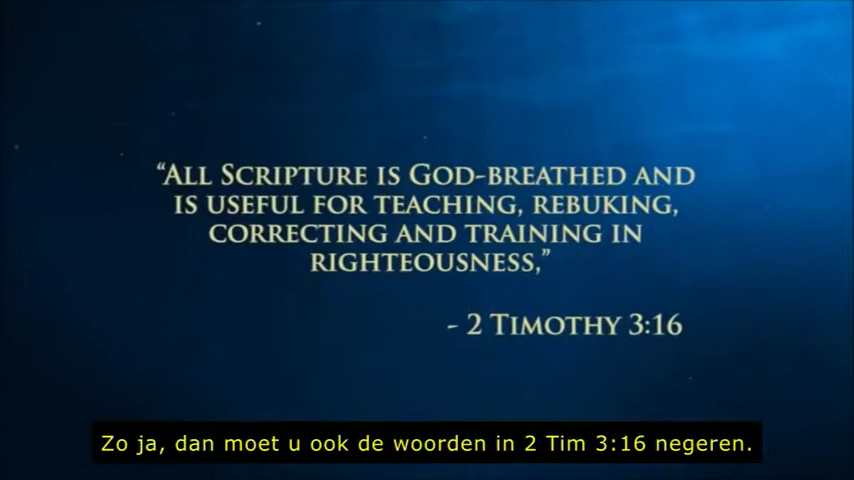 “All Scripture is God-breathed and
is useful for teaching, rebuking,
correcting and training in
righteousness,”
- 2 Timothy 3:16
Zo ja, dan moet u ook de woorden in 2 Tim 3:16 negeren.